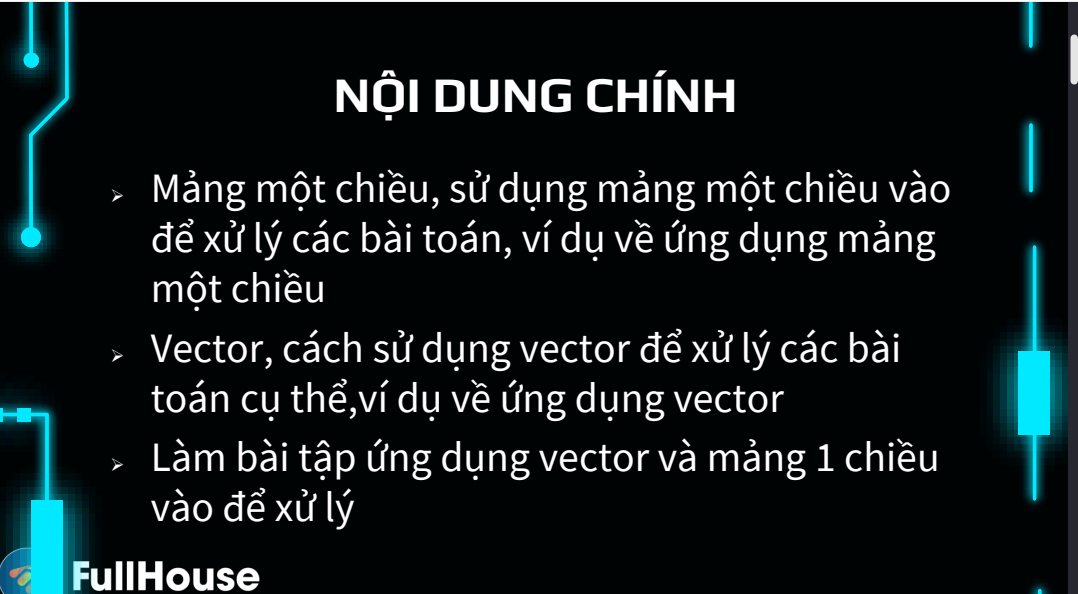 NỘI DUNG CHÍNH
Mảng một chiều, sử dụng mảng một chiều vào
để xử lý các bài toán, ví dụ về ứng dụng mảng
một chiều
Vector, cách sử dụng vector để xử lý các bài
toán cụ thể,ví dụ về ứng dụng vector
Làm bài tập ứng dụng vector và mảng 1 chiều
vào để xử lý
FullHouse